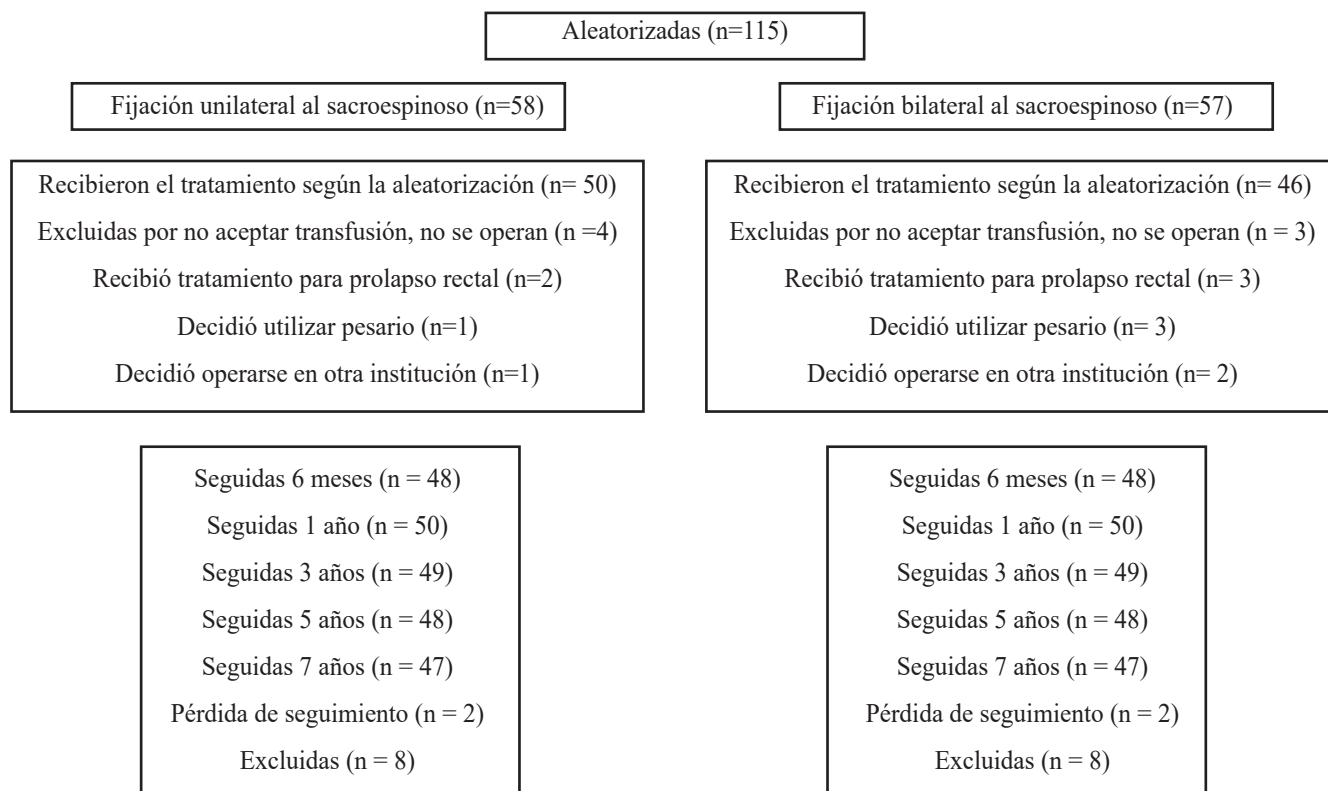 Aleatorizadas (n=115)
Fijación unilateral al sacroespinoso (n=58)
Fijación bilateral al sacroespinoso (n=57)
Recibieron el tratamiento según la aleatorización (n= 50)
Excluidas por no aceptar transfusión, no se operan (n =4)
Recibió tratamiento para prolapso rectal (n=2)
Decidió utilizar pesario (n=1)
Decidió operarse en otra institución (n=1)
Recibieron el tratamiento según la aleatorización (n= 46)
Excluidas por no aceptar transfusión, no se operan (n = 3)
Recibió tratamiento para prolapso rectal (n= 3)
Decidió utilizar pesario (n= 3)
Decidió operarse en otra institución (n= 2)
Seguidas 6 meses (n = 48)
Seguidas 1 año (n = 50)
Seguidas 3 años (n = 49)
Seguidas 5 años (n = 48)
Seguidas 7 años (n = 47)
Pérdida de seguimiento (n = 2)
Excluidas (n = 8)
Seguidas 6 meses (n = 48)
Seguidas 1 año (n = 50)
Seguidas 3 años (n = 49)
Seguidas 5 años (n = 48)
Seguidas 7 años (n = 47)
Pérdida de seguimiento (n = 2)
Excluidas (n = 8)